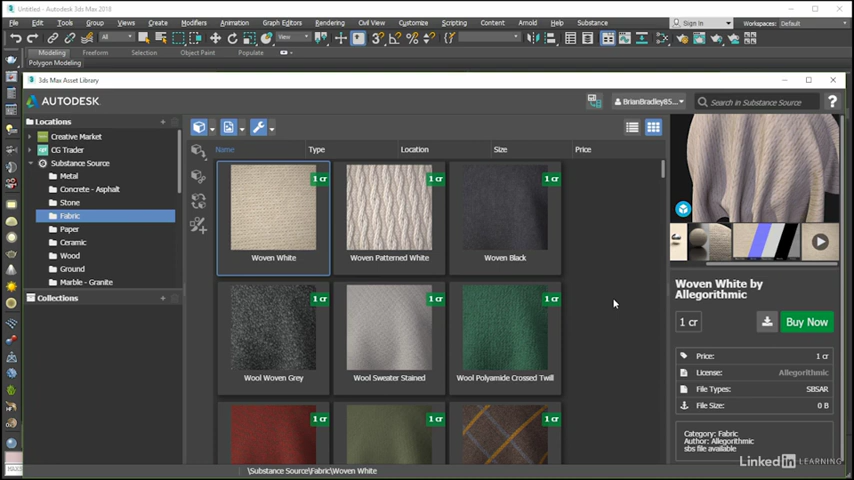 Untitled - Autodesk 3ds Max 2018
File Edit Tools Group Views Create Modifiers Animation Graph Editors Rendering Civil View Customize Scripting Content Arnold Help Substance
Sign In
Workspaces: Default
All
View
Modeling Freeform Selection Object Paint Populate
Polygon Modeling
3ds Max Asset Library
AUTODESK
BrianBradley85...
Search in Substance Source
?
Locations
Creative Market
CG Trader
Substance Source
Metal
Concrete - Asphalt
Stone
Fabric
Paper
Ceramic
Wood
Ground
Marble - Granite
Collections
Name Type Location Size Price
1 cr
Woven White
1 cr
Woven Patterned White
1 cr
Woven Black
1 cr
Wool Woven Grey
1 cr
Wool Sweater Stained
1 cr
Wool Polyamide Crossed Twill
1 cr
1 cr
1 cr
\Substance Source\Fabric\Woven White
Woven White by
Allegorithmic
1 cr
Buy Now
Price: 1 cr
License: Allegorithmic
File Types: SBSAR
File Size: 0 B
Category: Fabric
Author: Allegorithmic
sbs file available
LinkedIn LEARNING